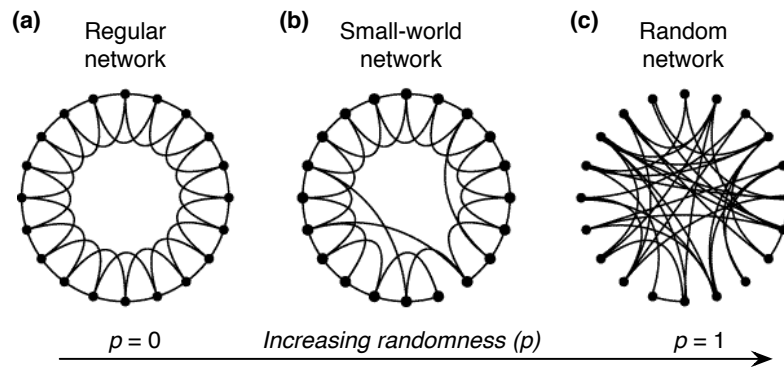 (a)
Regular
network
(b)
Small-world
network
(c)
Random
network
p = 0
Increasing randomness (p)
p = 1